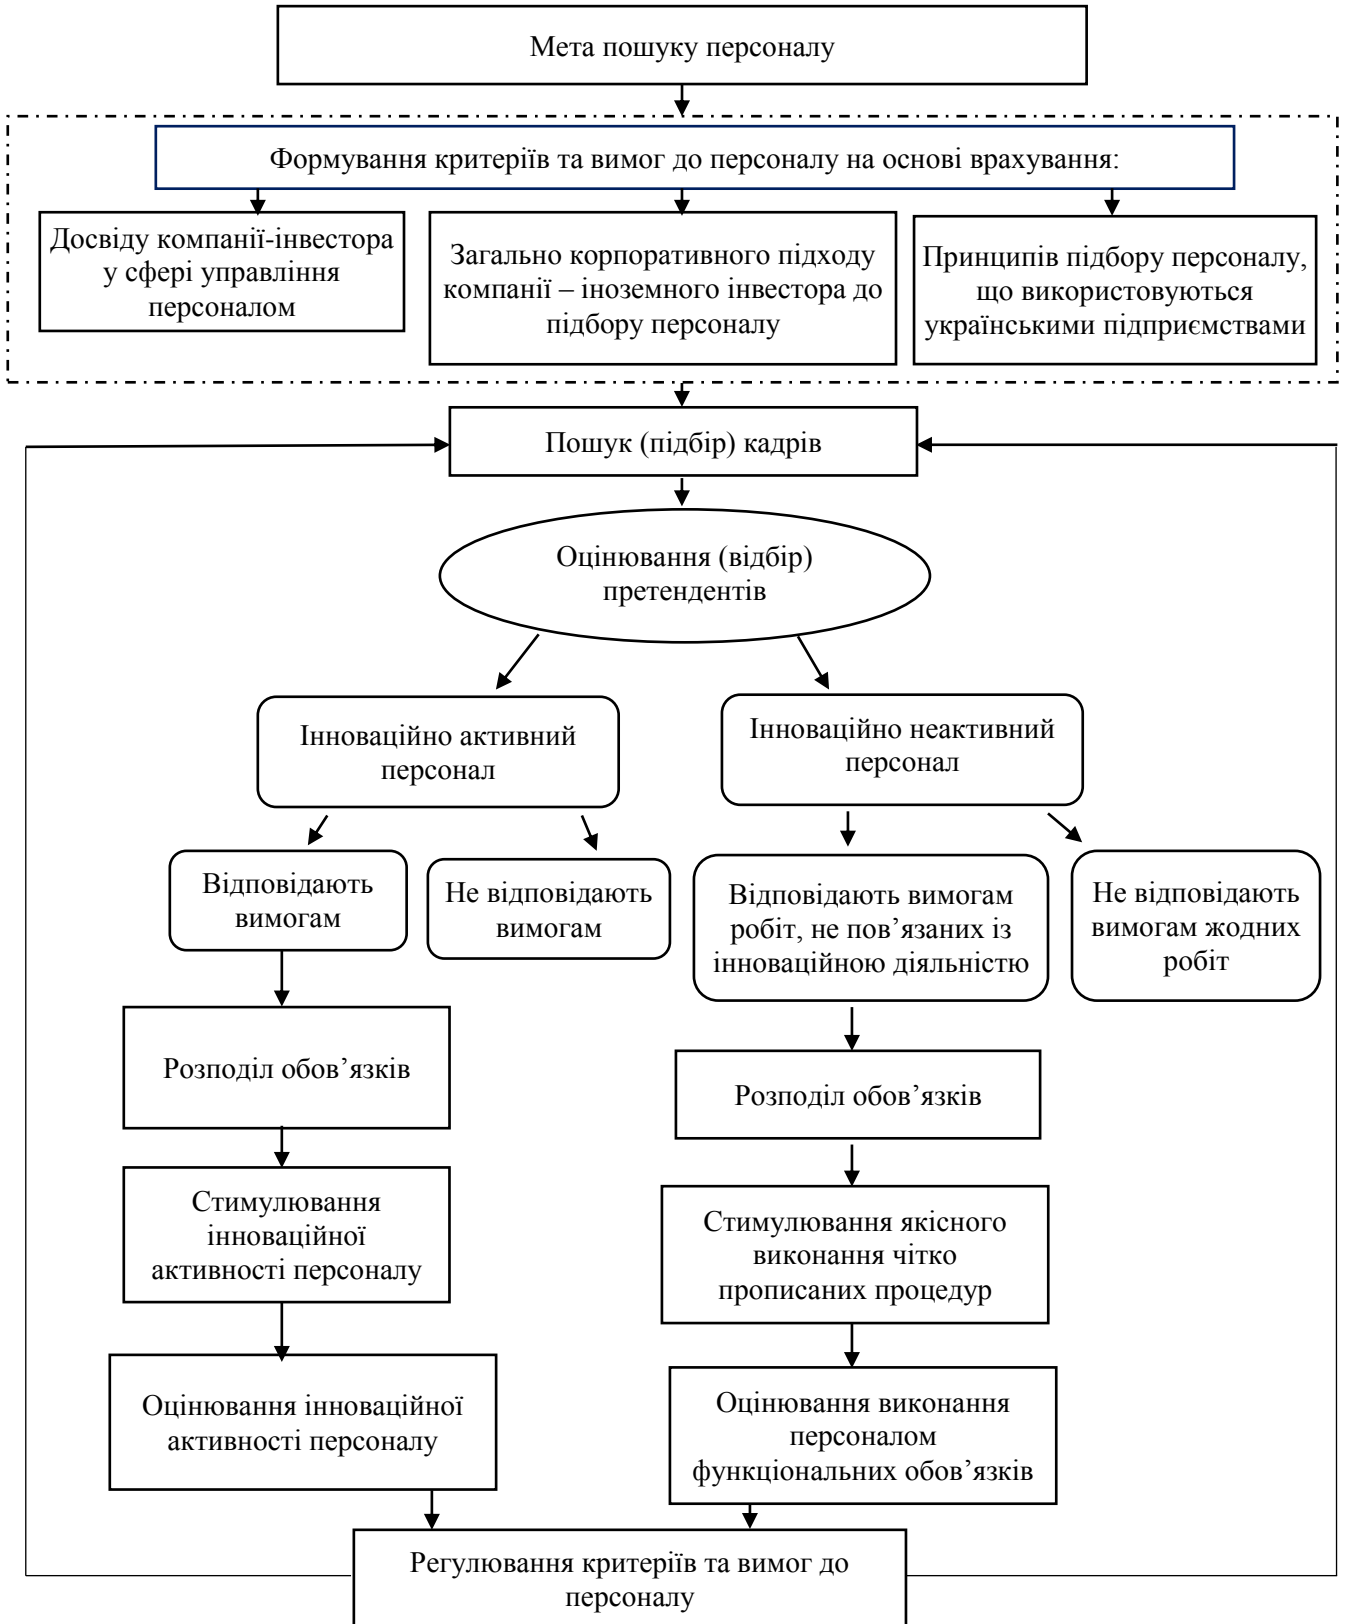 Мета пошуку персоналу
Формування критеріїв та вимог до персоналу на основі врахування:
Досвіду компанії-інвестора
у сфері управління
персоналом
Загально корпоративного підходу
компанії – іноземного інвестора до
підбору персоналу
Принципів підбору персоналу,
що використовуються
українськими підприємствами
Пошук (підбір) кадрів
Оцінювання (відбір)
претендентів
Інноваційно активний
персонал
Інноваційно неактивний
персонал
Відповідають
вимогам
Не відповідають
вимогам
Відповідають вимогам
робіт, не пов’язаних із
інноваційною діяльністю
Не відповідають
вимогам жодних
робіт
Розподіл обов’язків
Розподіл обов’язків
Стимулювання
інноваційної
активності персоналу
Стимулювання якісного
виконання чітко
прописаних процедур
Оцінювання інноваційної
активності персоналу
Оцінювання виконання
персоналом
функціональних обов’язків
Регулювання критеріїв та вимог до
персоналу